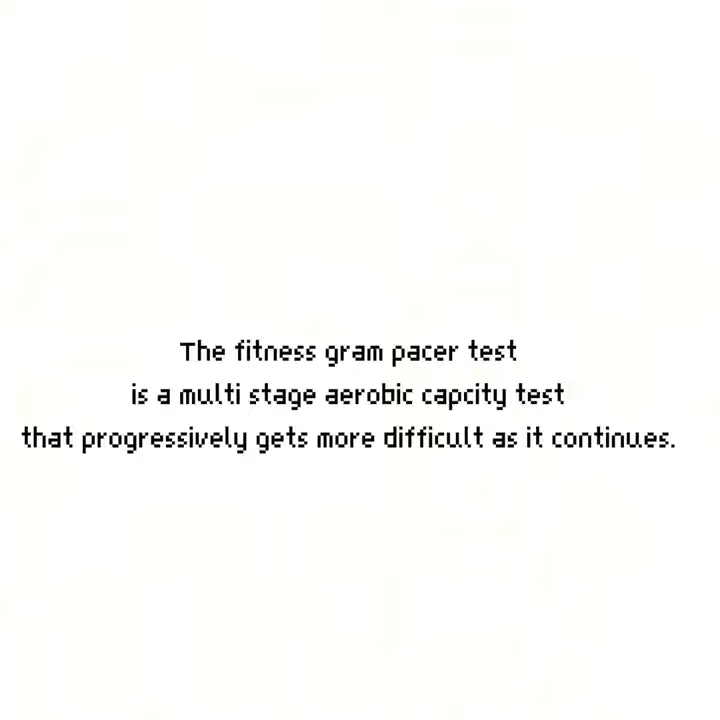 The fitness gram pacer test
is a multi stage aerobic capcity test
that progressively gets more difficult as it continues.